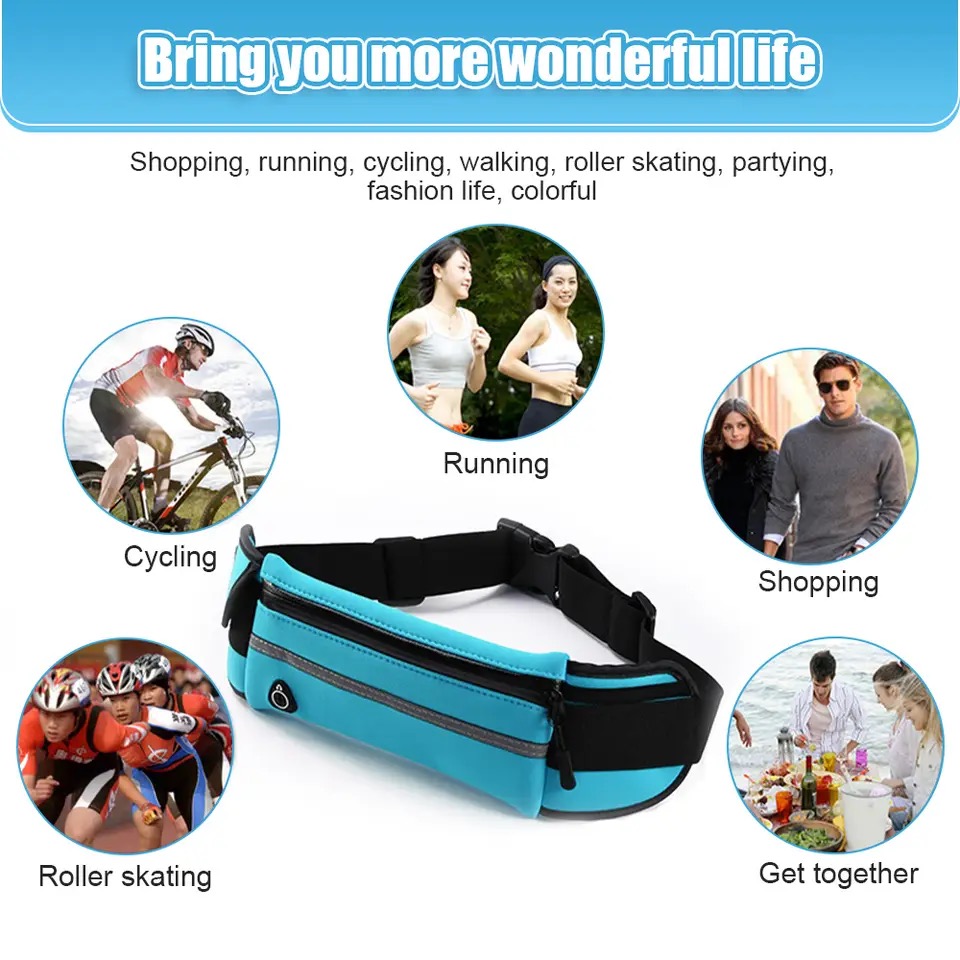 Bring you more wonderful life
Shopping, running, cycling, walking, roller skating, partying,
fashion life, colorful
Running
Cycling
Shopping
Roller skating
Get together